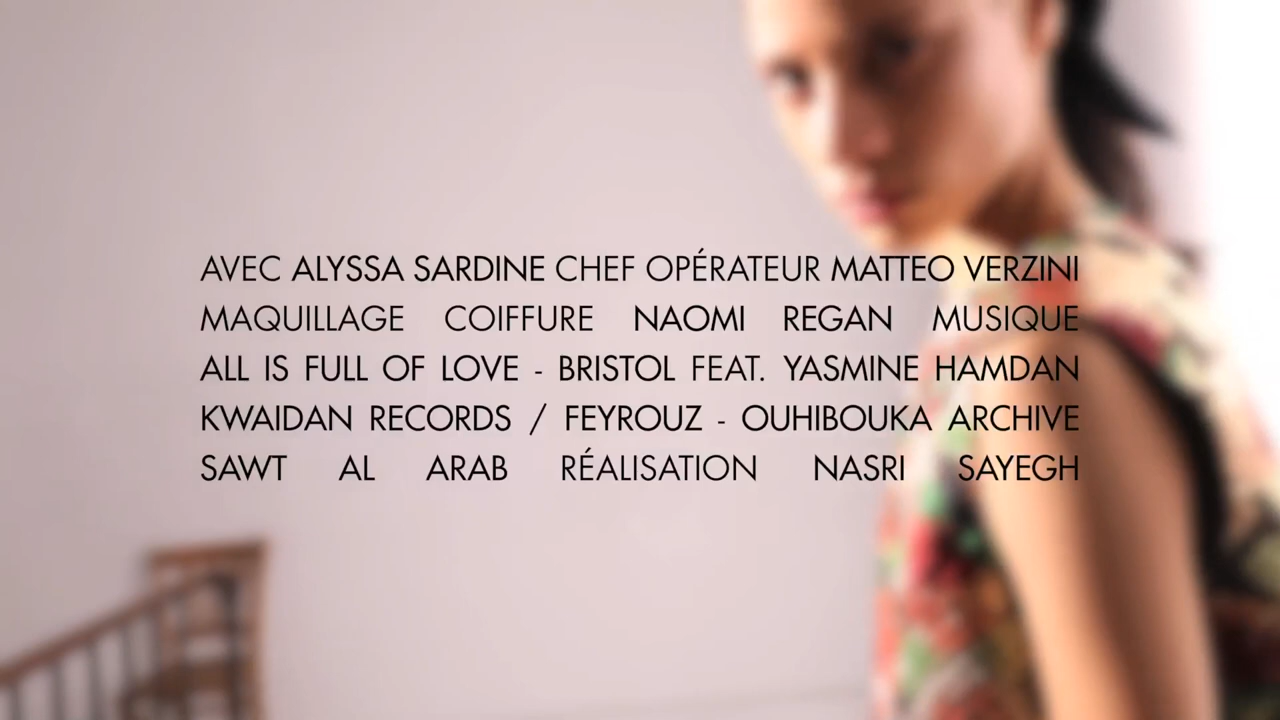 AVEC ALYSSA SARDINE CHEF OPÉRATEUR MATTEO VERZINI
MAQUILLAGE COIFFURE NAOMI REGAN MUSIQUE
ALL IS FULL OF LOVE - BRISTOL FEAT. YASMINE HAMDAN
KWAIDAN RECORDS / FEYROUZ - OUHIBOUKA ARCHIVE
SAWT AL ARAB RÉALISATION NASRI SAYEGH